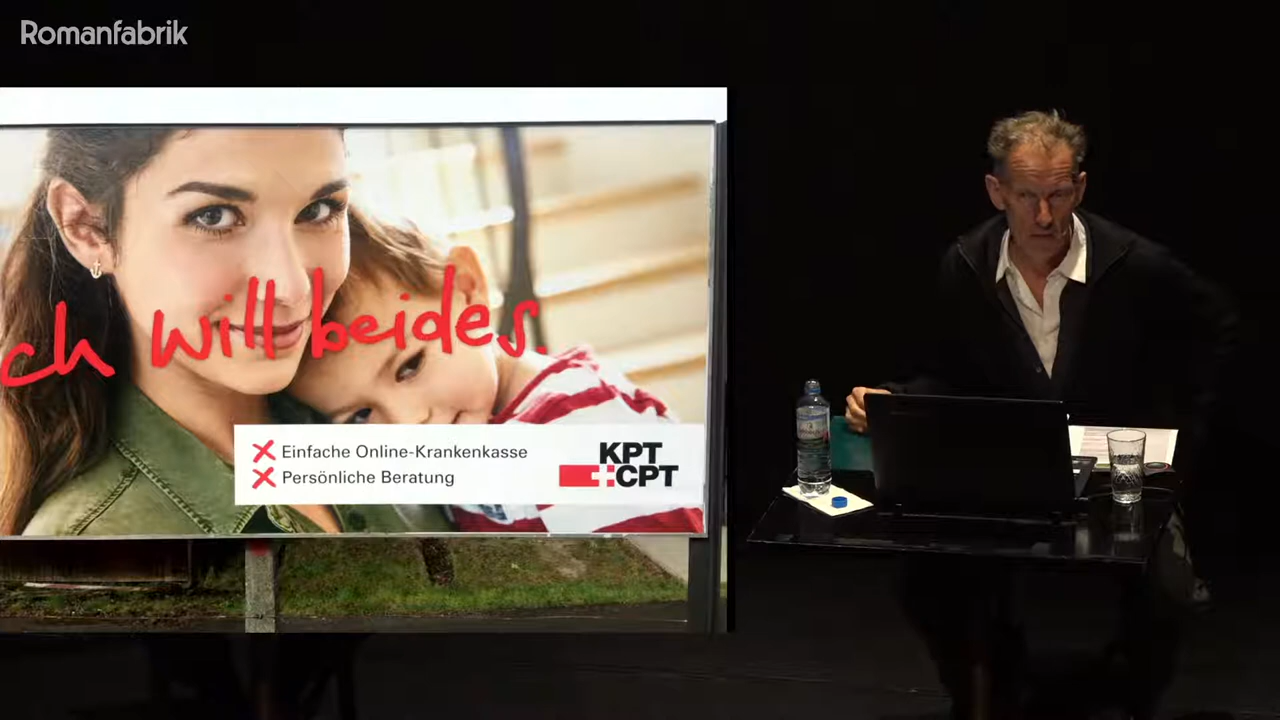 Romanfabrik
ch will beides.
Einfache Online-Krankenkasse
Persönliche Beratung
KPT
CPT